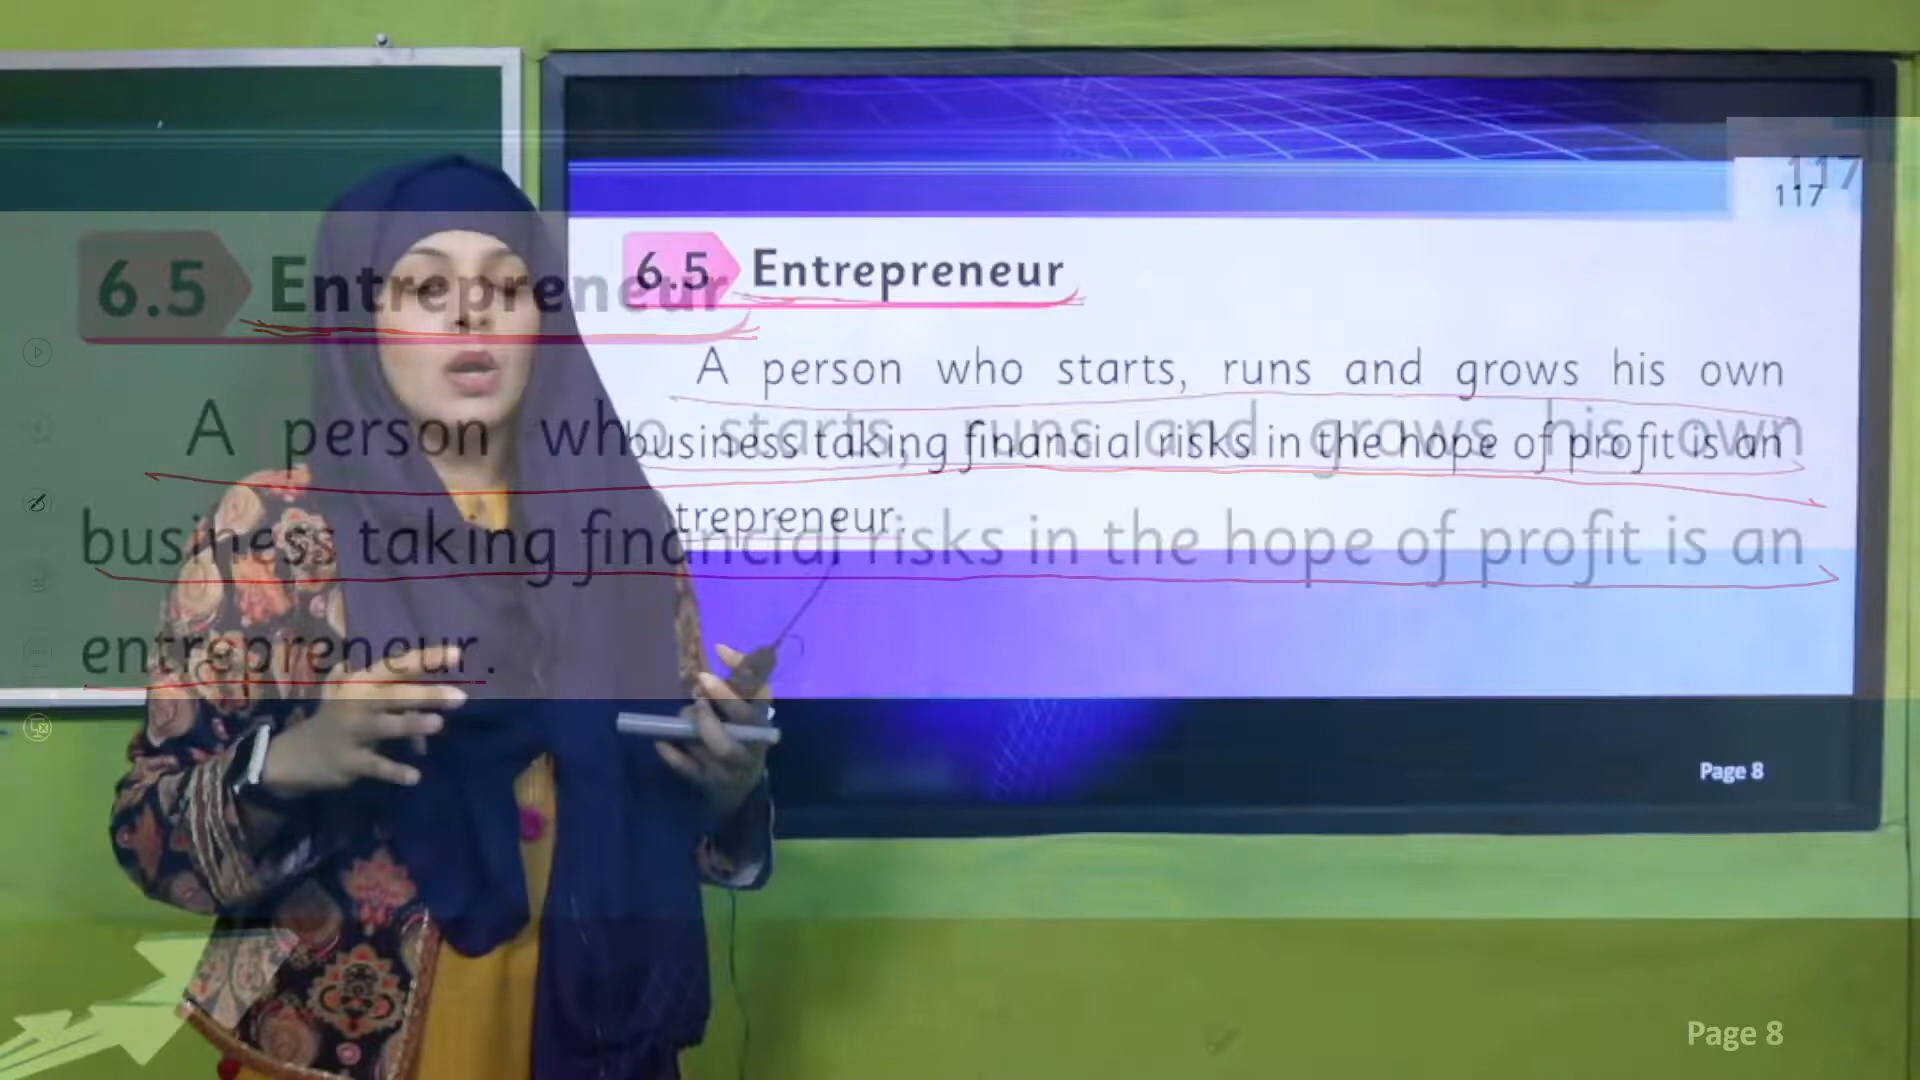 117
117
6.5 Entrepreneur
A person who starts, runs and grows his own
business taking financial risks in the hope of profit is an
trepreneur.
Page 8
6.5 Entrepreneur
A person who starts, runs and grows his own
business taking financial risks in the hope of profit is an
entrepreneur.
Page 8